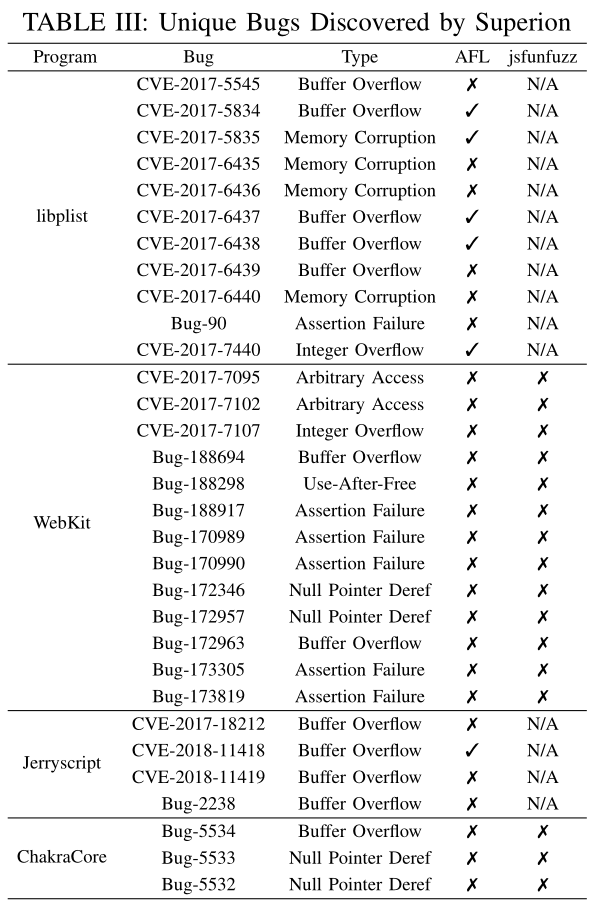 TABLE III: Unique Bugs Discovered by Superion
Program Bug Type AFL jsfunfuzz
CVE-2017-5545 Buffer Overflow ✗ N/A
CVE-2017-5834 Buffer Overflow ✓ N/A
CVE-2017-5835 Memory Corruption ✓ N/A
CVE-2017-6435 Memory Corruption ✗ N/A
CVE-2017-6436 Memory Corruption ✗ N/A
libplist CVE-2017-6437 Buffer Overflow ✓ N/A
CVE-2017-6438 Buffer Overflow ✓ N/A
CVE-2017-6439 Buffer Overflow ✗ N/A
CVE-2017-6440 Memory Corruption ✗ N/A
Bug-90 Assertion Failure ✗ N/A
CVE-2017-7440 Integer Overflow ✓ N/A
CVE-2017-7095 Arbitrary Access ✗ ✗
CVE-2017-7102 Arbitrary Access ✗ ✗
CVE-2017-7107 Integer Overflow ✗ ✗
Bug-188694 Buffer Overflow ✗ ✗
Bug-188298 Use-After-Free ✗ ✗
Bug-188917 Assertion Failure ✗ ✗
WebKit Bug-170989 Assertion Failure ✗ ✗
Bug-170990 Assertion Failure ✗ ✗
Bug-172346 Null Pointer Deref ✗ ✗
Bug-172957 Null Pointer Deref ✗ ✗
Bug-172963 Buffer Overflow ✗ ✗
Bug-173305 Assertion Failure ✗ ✗
Bug-173819 Assertion Failure ✗ ✗
CVE-2017-18212 Buffer Overflow ✗ N/A
Jerryscript CVE-2018-11418 Buffer Overflow ✓ N/A
CVE-2018-11419 Buffer Overflow ✗ N/A
Bug-2238 Buffer Overflow ✗ N/A
Bug-5534 Buffer Overflow ✗ ✗
ChakraCore Bug-5533 Null Pointer Deref ✗ ✗
Bug-5532 Null Pointer Deref ✗ ✗